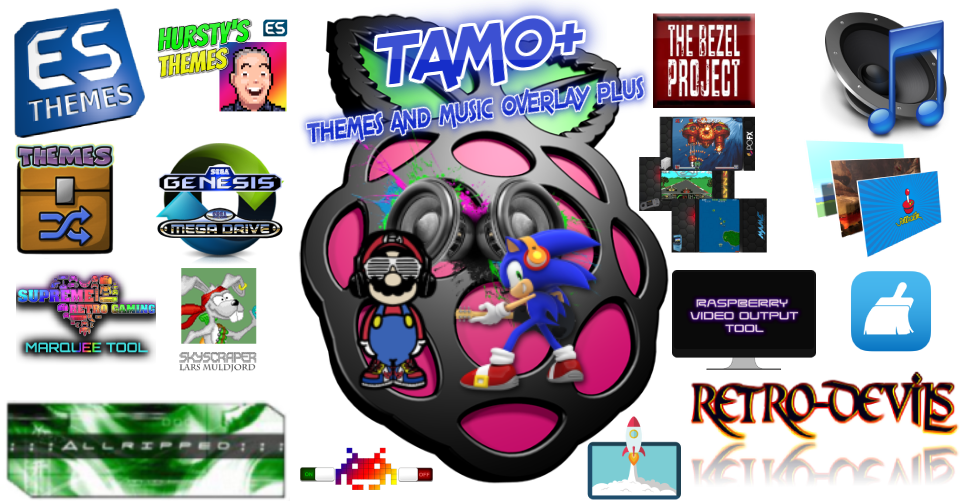 ES
THEMES
HURSTY'S
THEMES
ES
TAMO+
THEMES AND MUSIC OVERLAY PLUS
THE BEZEL
PROJECT
THEMES
SEGA
GENESIS
MEGA DRIVE
MAME
SUPREME
RETRO GAMING
MARQUEE TOOL
SKYSCRAPER
LARS MULDJORD
RASPBERRY
VIDEO OUTPUT
TOOL
ALLRIPPED
ON
OFF
RETRO-DEVILS